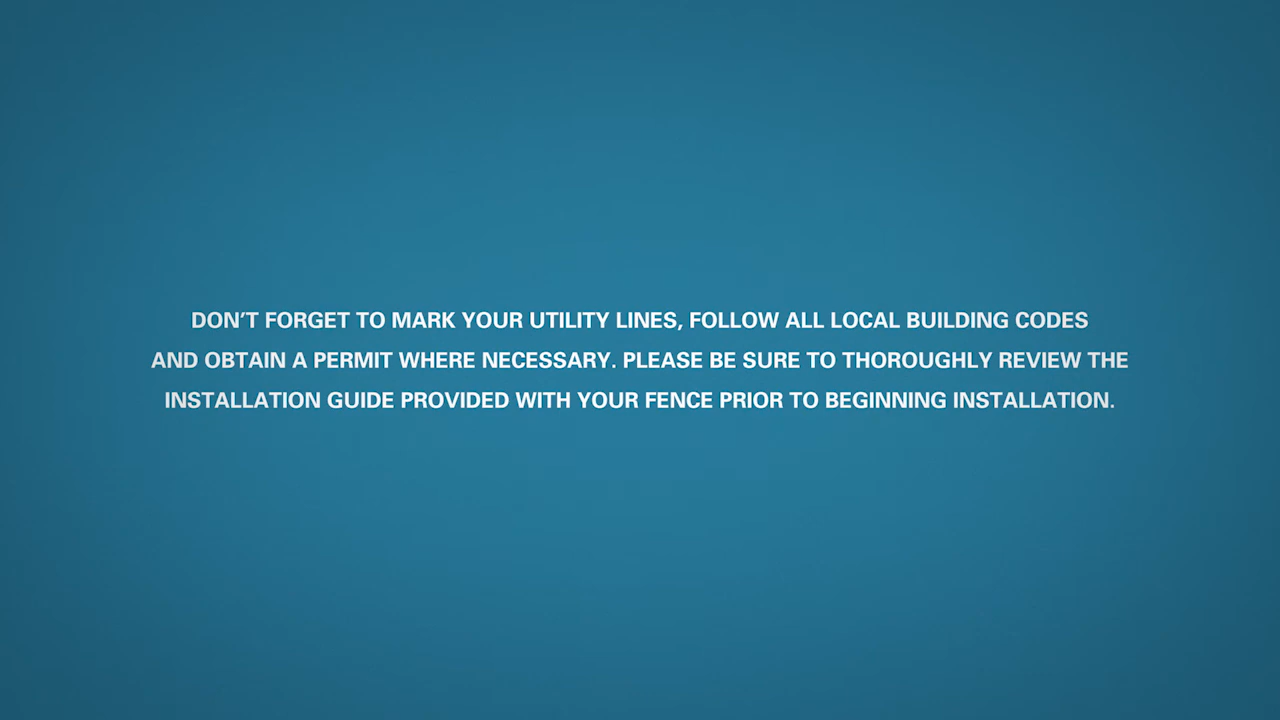 DON’T FORGET TO MARK YOUR UTILITY LINES, FOLLOW ALL LOCAL BUILDING CODES
AND OBTAIN A PERMIT WHERE NECESSARY. PLEASE BE SURE TO THOROUGHLY REVIEW THE
INSTALLATION GUIDE PROVIDED WITH YOUR FENCE PRIOR TO BEGINNING INSTALLATION.